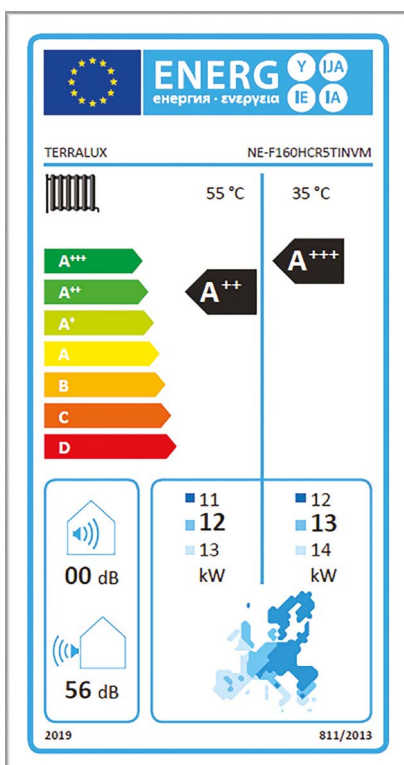 ENERG Y IJA
енергия · ενεργεια IE IA
TERRALUX NE-F160HCR5TINVM
55 °C 35 °C
A+++ A+++
A++ A++
A+
A
B
C
D
11 12
12 13
13 14
kW kW
00 dB
56 dB
2019 811/2013